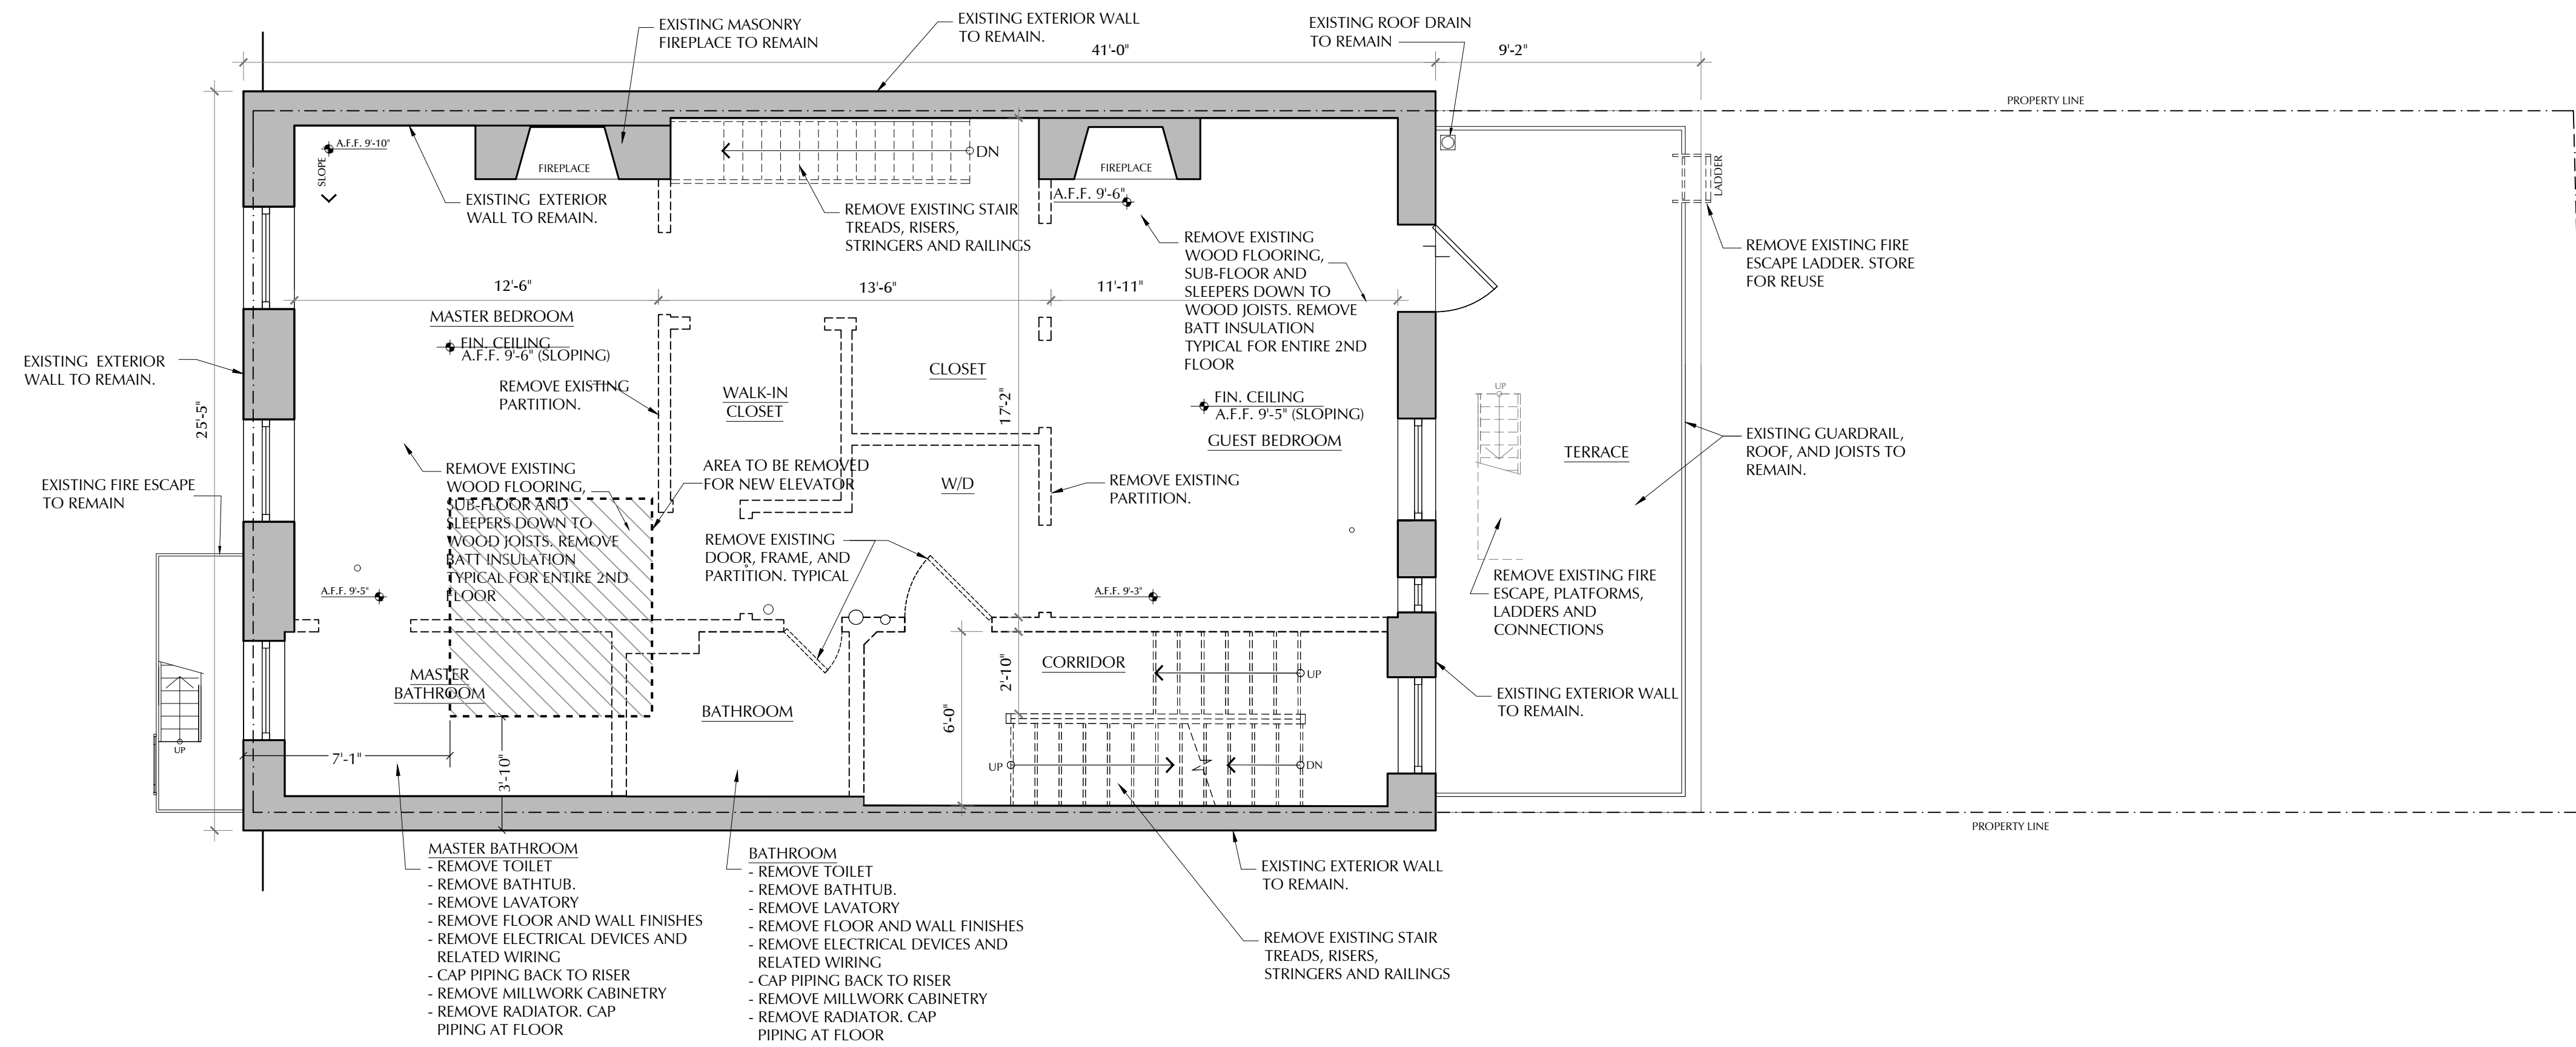 EXISTING MASONRY
FIREPLACE TO REMAIN
EXISTING EXTERIOR WALL
TO REMAIN.
41'-0"
EXISTING ROOF DRAIN
TO REMAIN
9'-2"
PROPERTY LINE
A.F.F. 9'-10"
SLOPE
FIREPLACE
DN
FIREPLACE
LADDER
EXISTING EXTERIOR
WALL TO REMAIN.
REMOVE EXISTING STAIR
TREADS, RISERS,
STRINGERS AND RAILINGS
A.F.F. 9'-6"
REMOVE EXISTING
WOOD FLOORING,
SUB-FLOOR AND
SLEEPERS DOWN TO
WOOD JOISTS. REMOVE
BATT INSULATION
TYPICAL FOR ENTIRE 2ND
FLOOR
REMOVE EXISTING FIRE
ESCAPE LADDER. STORE
FOR REUSE
12'-6"
13'-6"
11'-11"
MASTER BEDROOM
FIN. CEILING
A.F.F. 9'-6" (SLOPING)
EXISTING EXTERIOR
WALL TO REMAIN.
REMOVE EXISTING
PARTITION.
WALK-IN
CLOSET
CLOSET
17'-2"
FIN. CEILING
A.F.F. 9'-5" (SLOPING)
GUEST BEDROOM
UP
TERRACE
EXISTING GUARDRAIL,
ROOF, AND JOISTS TO
REMAIN.
25'-5"
EXISTING FIRE ESCAPE
TO REMAIN
REMOVE EXISTING
WOOD FLOORING,
SUB-FLOOR AND
SLEEPERS DOWN TO
WOOD JOISTS. REMOVE
BATT INSULATION
TYPICAL FOR ENTIRE 2ND
FLOOR
AREA TO BE REMOVED
FOR NEW ELEVATOR
W/D
REMOVE EXISTING
PARTITION.
REMOVE EXISTING
DOOR, FRAME, AND
PARTITION. TYPICAL
A.F.F. 9'-5"
A.F.F. 9'-3"
REMOVE EXISTING FIRE
ESCAPE, PLATFORMS,
LADDERS AND
CONNECTIONS
MASTER
BATHROOM
BATHROOM
2'-10"
CORRIDOR
UP
6'-0"
EXISTING EXTERIOR WALL
TO REMAIN.
UP
7'-1"
3'-10"
UP
DN
PROPERTY LINE
MASTER BATHROOM
- REMOVE TOILET
- REMOVE BATHTUB.
- REMOVE LAVATORY
- REMOVE FLOOR AND WALL FINISHES
- REMOVE ELECTRICAL DEVICES AND
RELATED WIRING
- CAP PIPING BACK TO RISER
- REMOVE MILLWORK CABINETRY
- REMOVE RADIATOR. CAP
PIPING AT FLOOR
BATHROOM
- REMOVE TOILET
- REMOVE BATHTUB.
- REMOVE LAVATORY
- REMOVE FLOOR AND WALL FINISHES
- REMOVE ELECTRICAL DEVICES AND
RELATED WIRING
- CAP PIPING BACK TO RISER
- REMOVE MILLWORK CABINETRY
- REMOVE RADIATOR. CAP
PIPING AT FLOOR
EXISTING EXTERIOR WALL
TO REMAIN.
REMOVE EXISTING STAIR
TREADS, RISERS,
STRINGERS AND RAILINGS